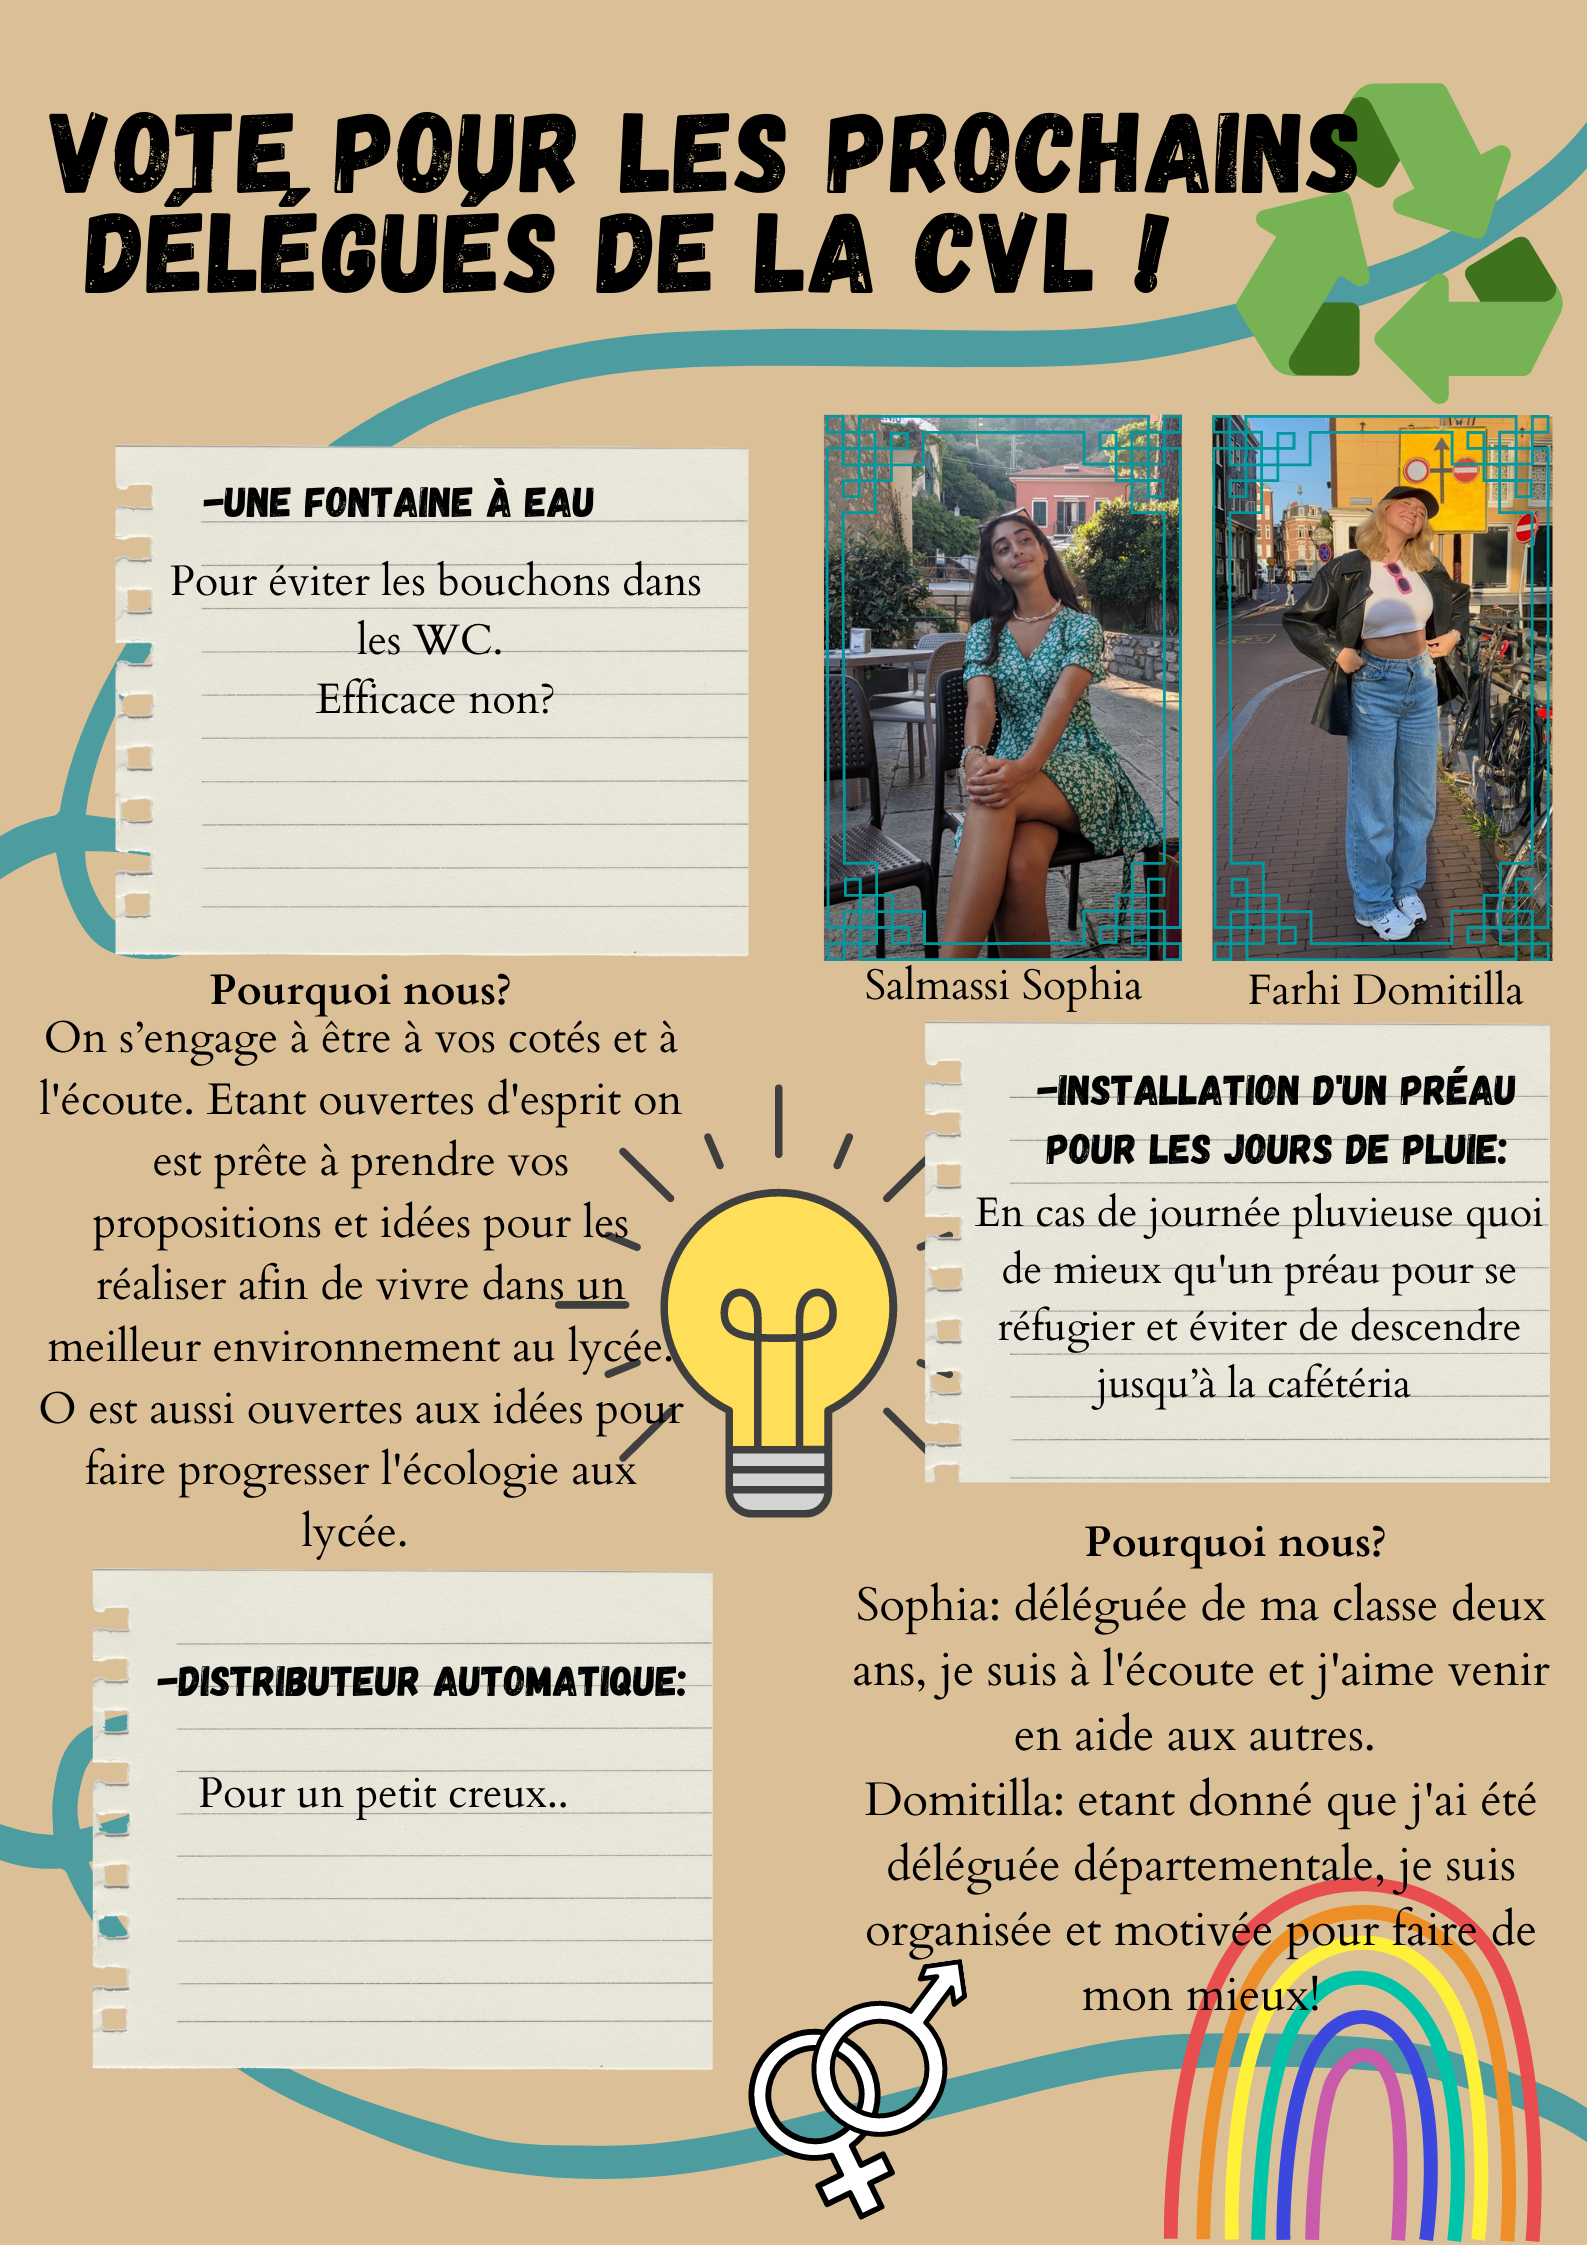 VOTE POUR LES PROCHAINS
DÉLÉGUÉS DE LA CVL !
-UNE FONTAINE À EAU
Pour éviter les bouchons dans
les WC.
Efficace non?
Salmassi Sophia
Farhi Domitilla
Pourquoi nous?
On s’engage à être à vos cotés et à
l'écoute. Etant ouvertes d'esprit on
est prête à prendre vos
propositions et idées pour les
réaliser afin de vivre dans un
meilleur environnement au lycée.
O est aussi ouvertes aux idées pour
faire progresser l'écologie aux
lycée.
-INSTALLATION D'UN PRÉAU
POUR LES JOURS DE PLUIE:
En cas de journée pluvieuse quoi
de mieux qu'un préau pour se
réfugier et éviter de descendre
jusqu’à la cafétéria
-DISTRIBUTEUR AUTOMATIQUE:
Pour un petit creux..
Pourquoi nous?
Sophia: déléguée de ma classe deux
ans, je suis à l'écoute et j'aime venir
en aide aux autres.
Domitilla: etant donné que j'ai été
déléguée départementale, je suis
organisée et motivée pour faire de
mon mieux!